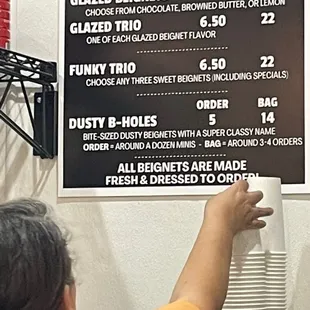 GLAZED BEIGNETS
CHOOSE FROM CHOCOLATE, BROWNED BUTTER, OR LEMON
GLAZED TRIO 6.50 22
ONE OF EACH GLAZED BEIGNET FLAVOR
FUNKY TRIO 6.50 22
CHOOSE ANY THREE SWEET BEIGNETS (INCLUDING SPECIALS)
ORDER BAG
DUSTY B-HOLES 5 14
BITE-SIZED DUSTY BEIGNETS WITH A SUPER CLASSY NAME
ORDER = AROUND A DOZEN MINIS - BAG = AROUND 3-4 ORDERS
ALL BEIGNETS ARE MADE
FRESH & DRESSED TO ORDER!